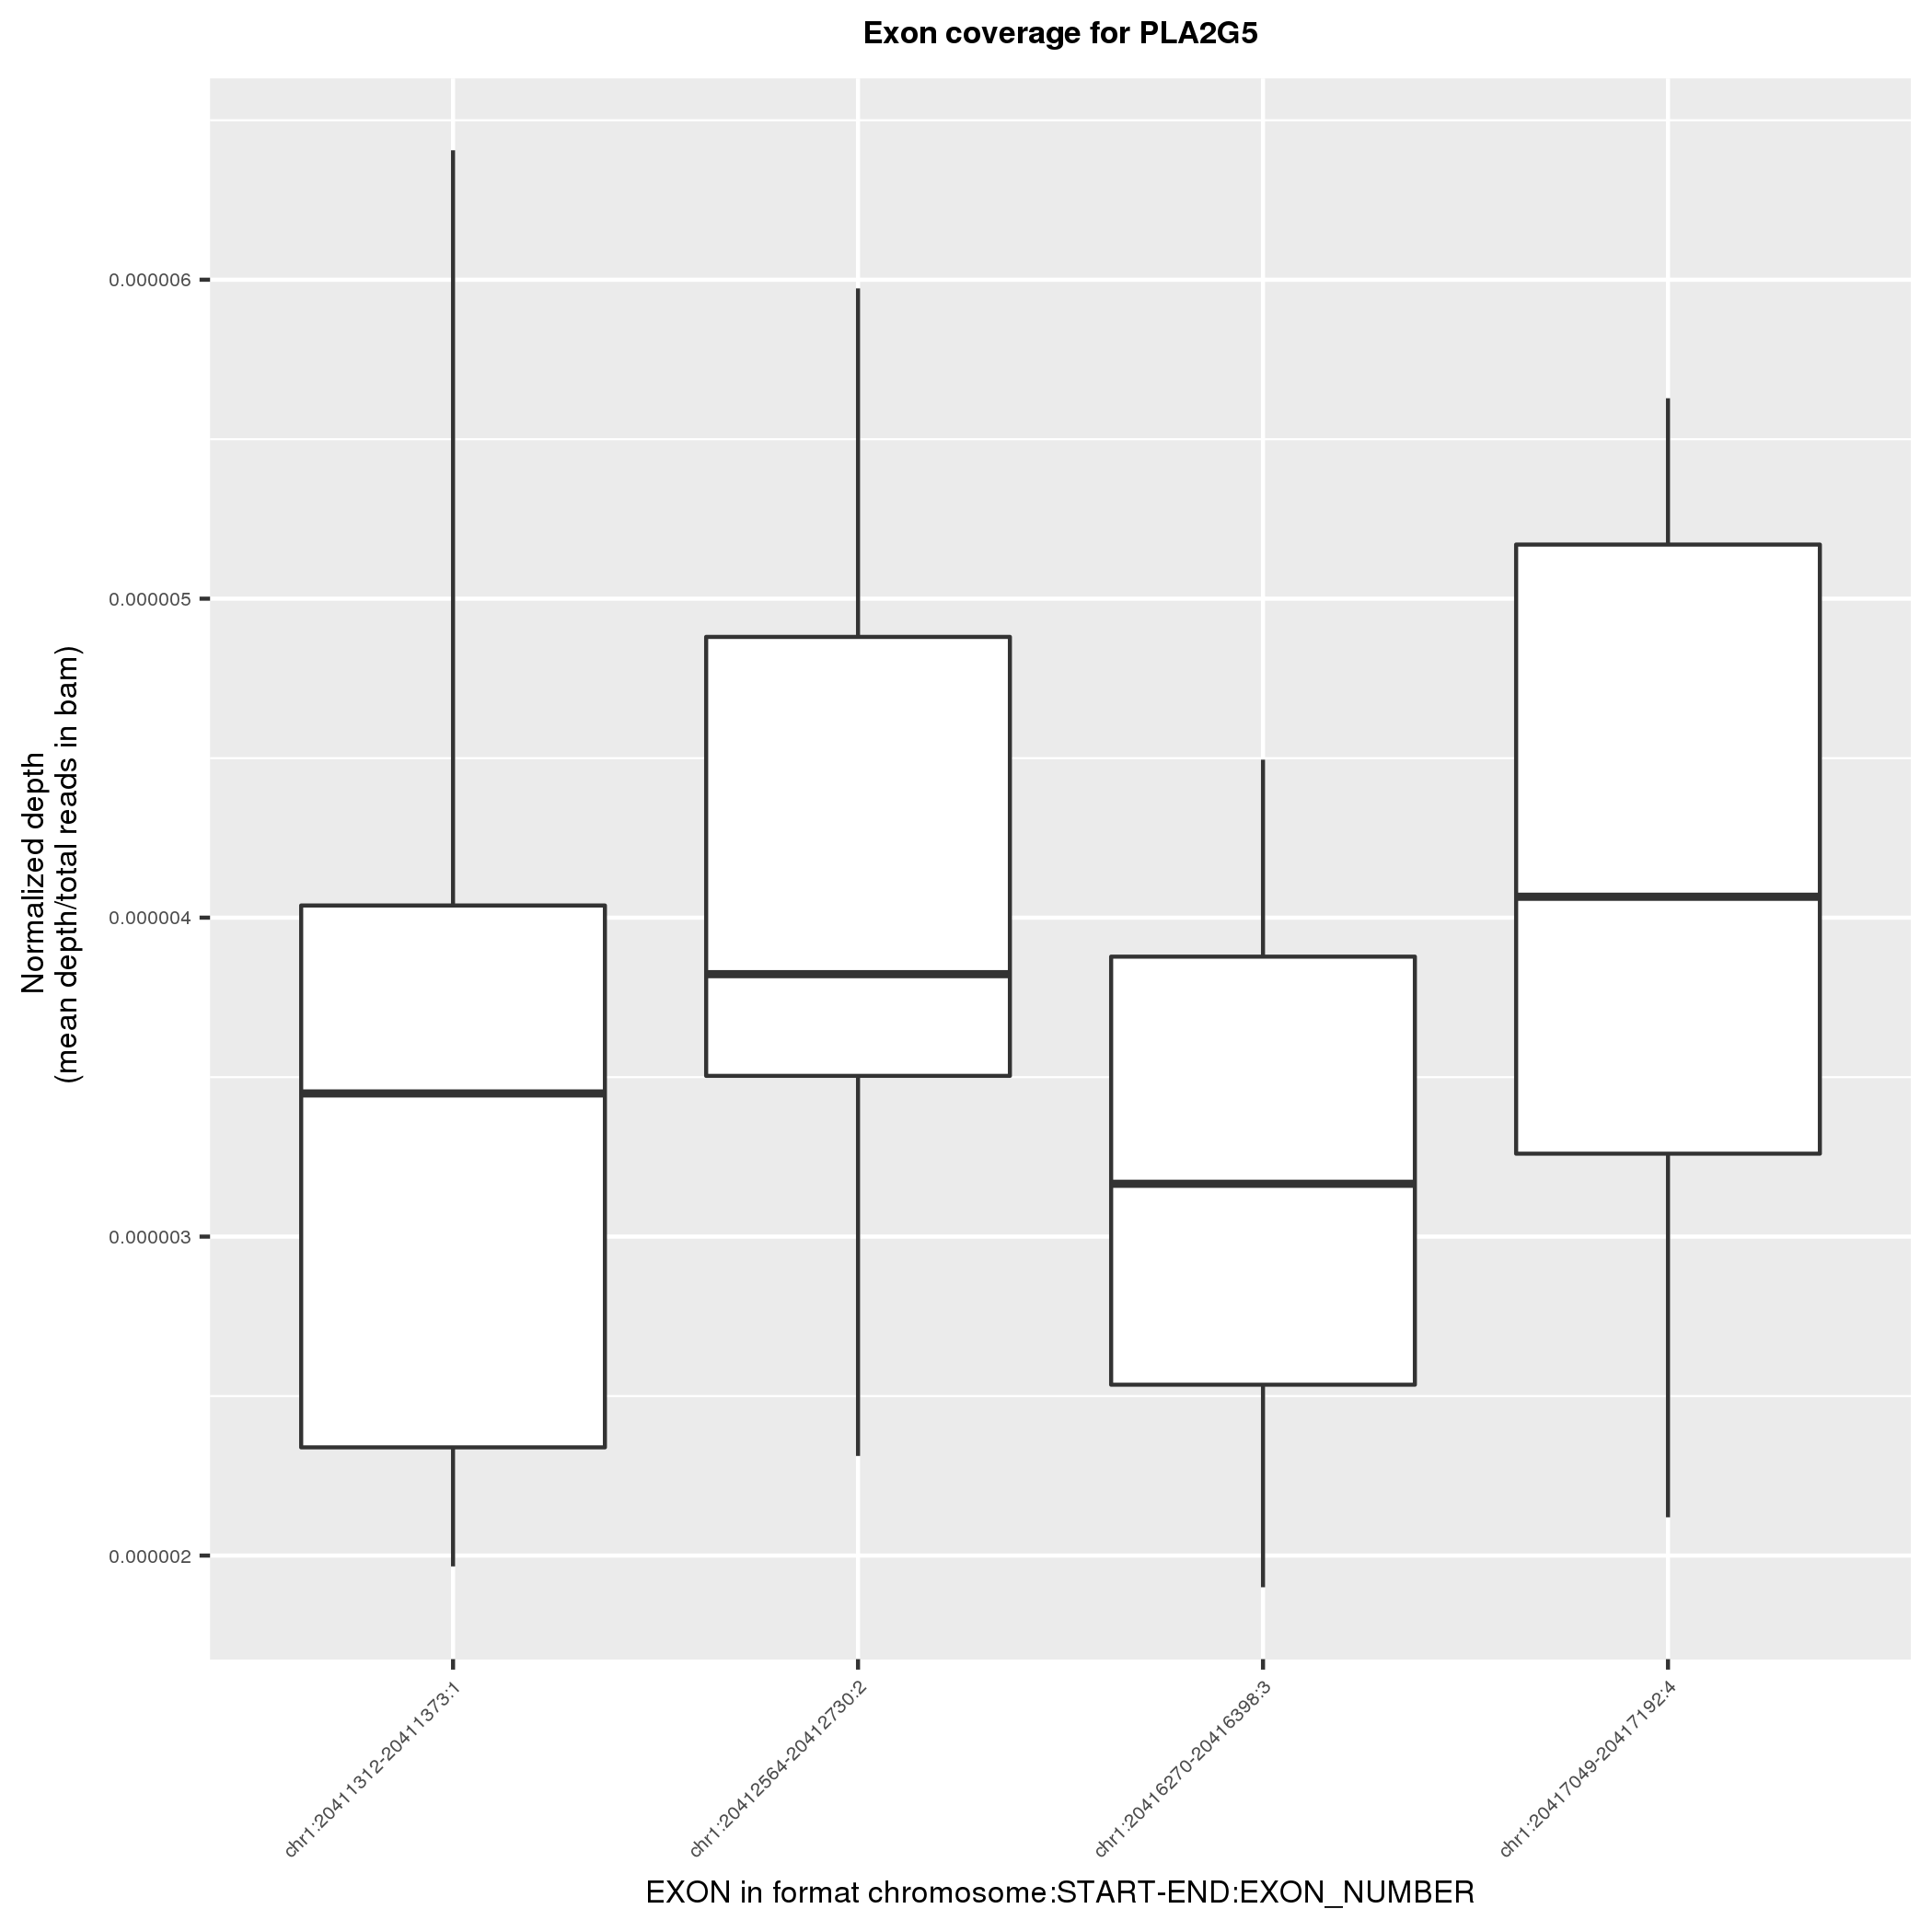 Exon coverage for PLA2G5
Normalized depth
(mean depth/total reads in bam)
0.000006
0.000005
0.000004
0.000003
0.000002
chr1:20411312-20411373:1
chr1:20412564-20412730:2
chr1:20416270-20416398:3
chr1:20417049-20417192:4
EXON in format chromosome:START-END:EXON_NUMBER